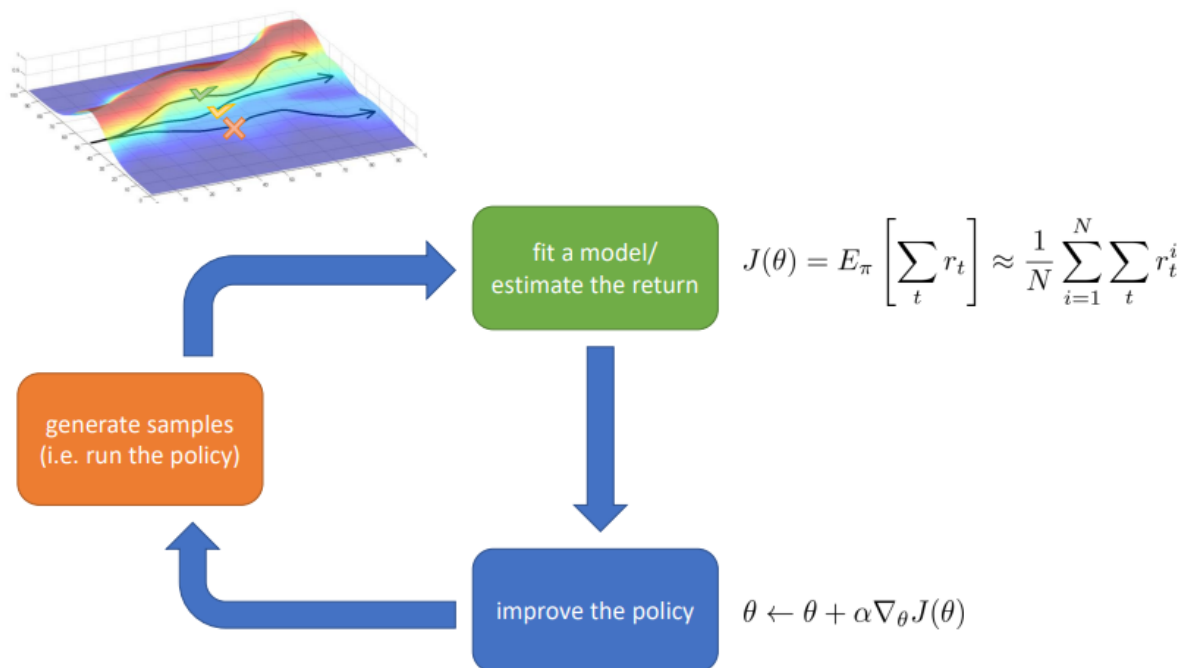 fit a model/
estimate the return
J(θ) = E_π [∑_t r_t] ≈ 1/N ∑_{i=1}^{N} ∑_t r_t^i
generate samples
(i.e. run the policy)
improve the policy
θ ← θ + α∇_θ J(θ)